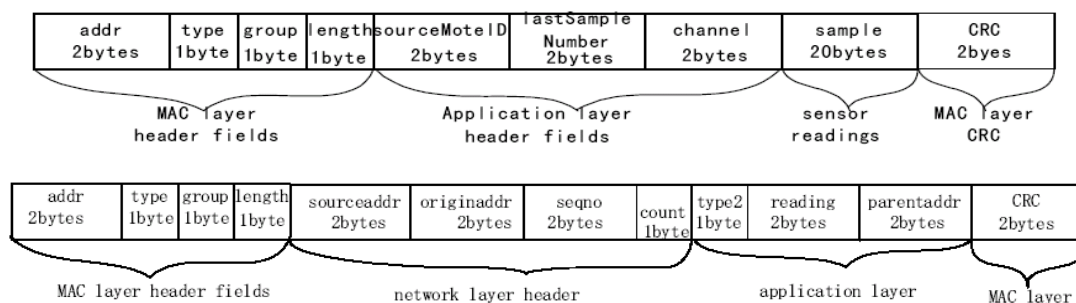 addr type group length sourceMoteID lastSample Number channel sample CRC
2bytes 1byte 1byte 1byte 2bytes 2bytes 2bytes 20bytes 2byes
MAC layer Application layer sensor MAC layer
header fields header fields readings CRC
addr type group length sourceaddr originaddr seqno count type2 reading parentaddr CRC
2bytes 1byte 1byte 1byte 2bytes 2bytes 2bytes 1byte 1byte 2bytes 2bytes 2bytes
MAC layer header fields network layer header application layer MAC layer